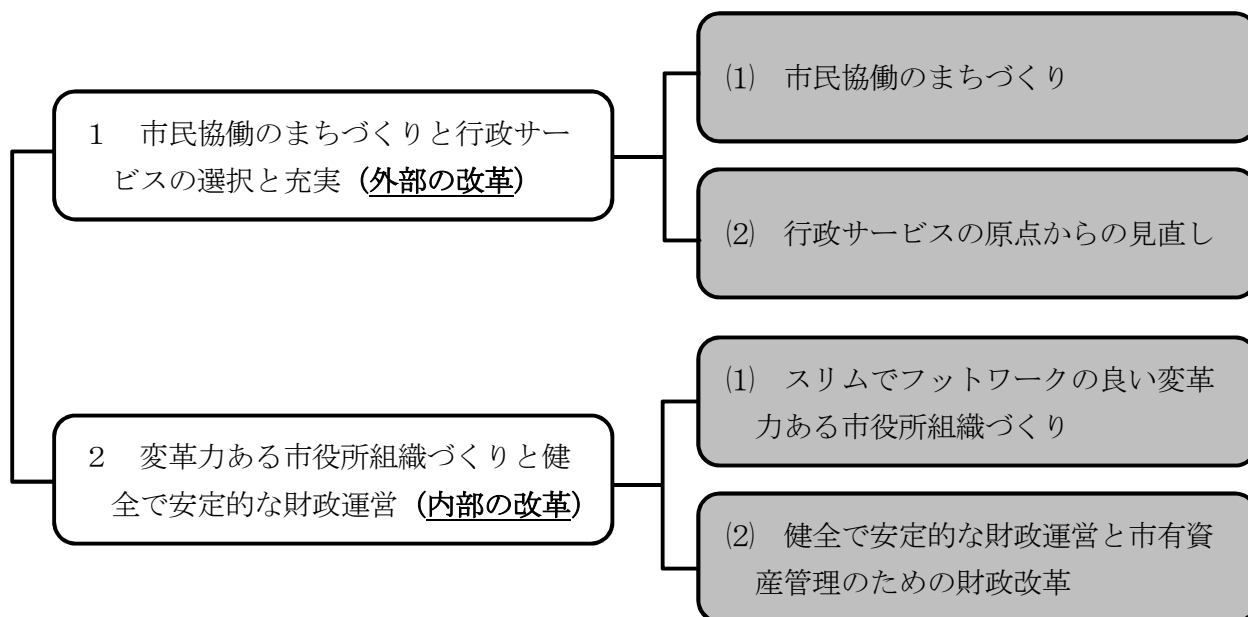 1　市民協働のまちづくりと行政サー
ビスの選択と充実（外部の改革）
⑴　市民協働のまちづくり
⑵　行政サービスの原点からの見直し
2　変革力ある市役所組織づくりと健
全で安定的な財政運営（内部の改革）
⑴　スリムでフットワークの良い変革
力ある市役所組織づくり
⑵　健全で安定的な財政運営と市有資
産管理のための財政改革